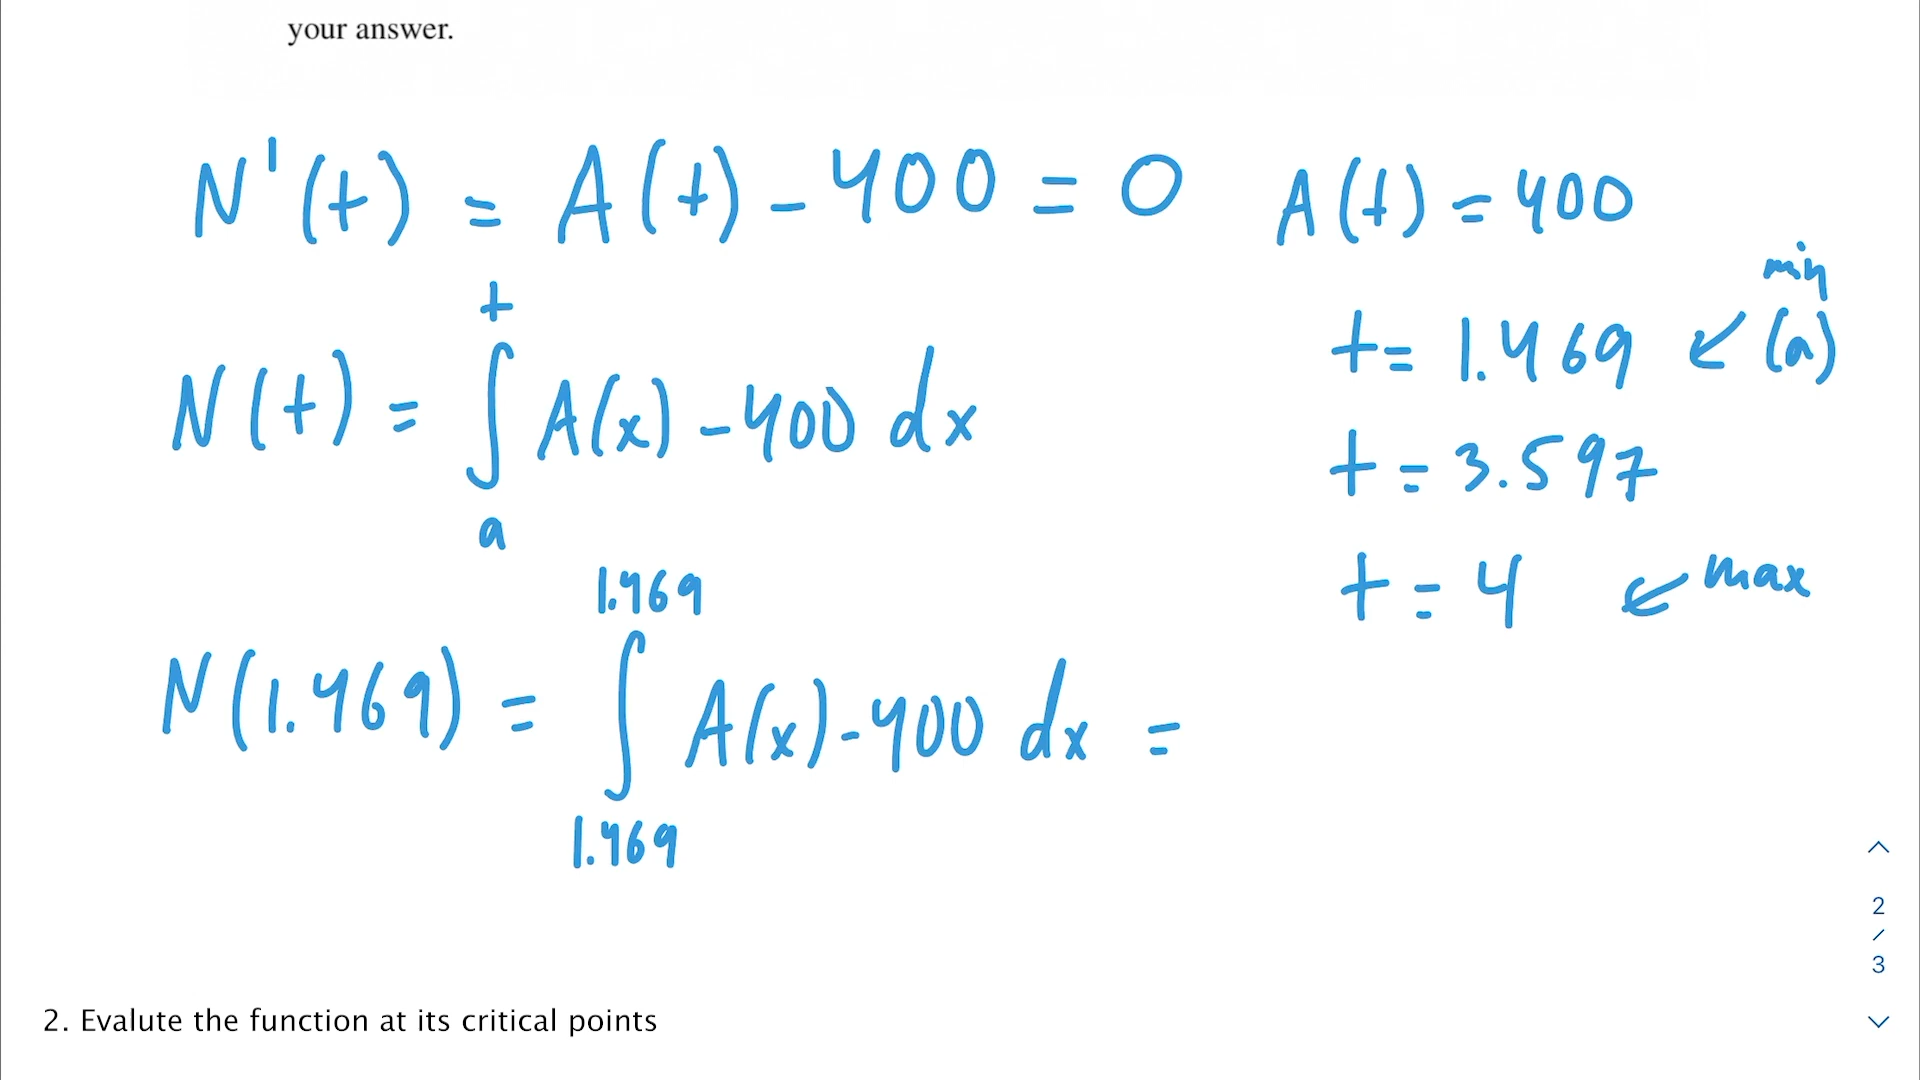 your answer.
N'(t) = A(t) - 400 = 0
A(t) = 400
min
t = 1.469 ↙ (a)
t = 3.597
t = 4 ↙ max
t
N(t) = ∫ A(x) - 400 dx
a
1.469
N(1.469) = ∫ A(x) - 400 dx =
1.469
2
/
3
2. Evalute the function at its critical points